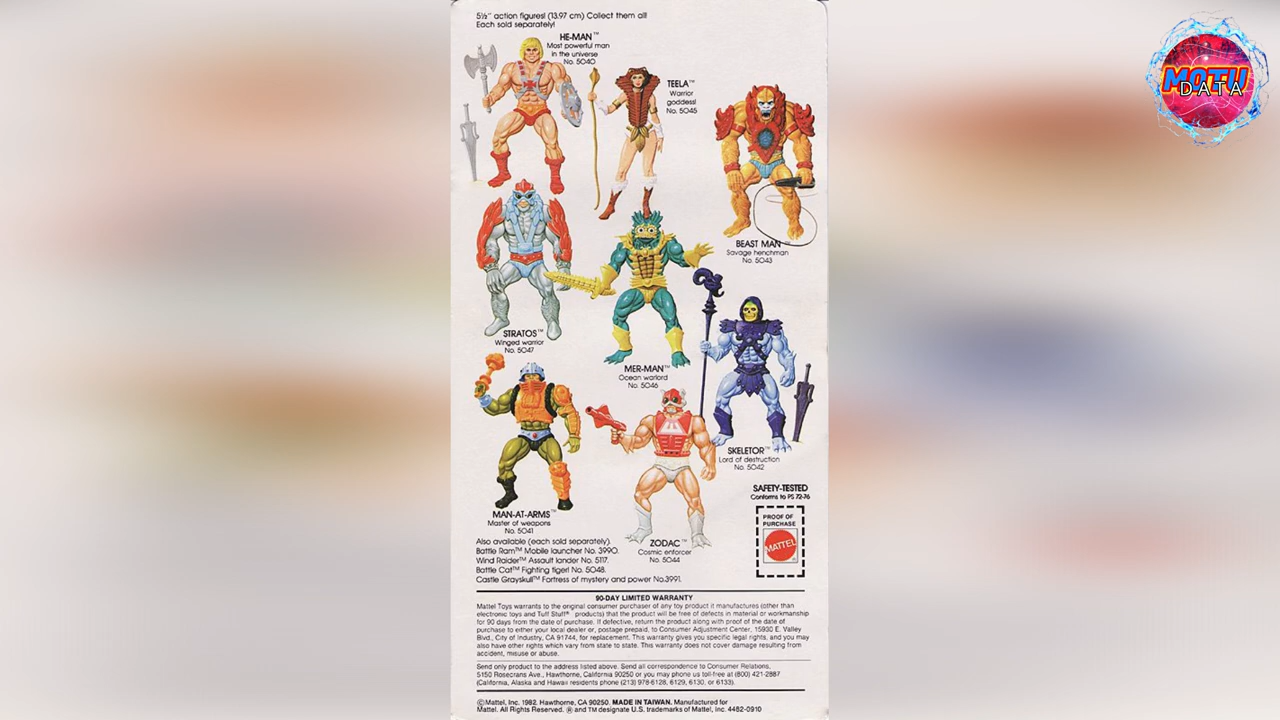 5½" action figures! (13.97 cm) Collect them all!
Each sold separately!
HE-MAN™
Most powerful man
in the universe
No. 5040
TEELA™
Warrior
goddess!
No. 5045
BEAST MAN™
Savage henchman
No. 5043
STRATOS™
Winged warrior
No. 5047
MER-MAN™
Ocean warlord
No. 5046
SKELETOR™
Lord of destruction
No. 5042
MAN-AT-ARMS™
Master of weapons
No. 5041
ZODAC™
Cosmic enforcer
No. 5044
SAFETY-TESTED
Conforms to PS 72-76
PROOF OF
PURCHASE
MATTEL
Also available (each sold separately).
Battle Ram™ Mobile launcher No. 3990.
Wind Raider™ Assault lander No. 5117.
Battle Cat™ Fighting tiger! No. 5048.
Castle Grayskull™ Fortress of mystery and power No.3991.
90-DAY LIMITED WARRANTY
Mattel Toys warrants to the original consumer purchaser of any toy product it manufactures (other than
electronic toys and Tuff Stuff® products) that the product will be free of defects in material or workmanship
for 90 days from the date of purchase. If defective, return the product along with proof of the date of
purchase to either your local dealer or, postage prepaid, to Consumer Adjustment Center, 15930 E. Valley
Blvd., City of Industry, CA 91744, for replacement. This warranty gives you specific legal rights, and you may
also have other rights which vary from state to state. This warranty does not cover damage resulting from
accident, misuse or abuse.
Send only product to the address listed above. Send all correspondence to Consumer Relations,
5150 Rosecrans Ave., Hawthorne, California 90250 or you may phone us toll-free at (800) 421-2887
(California, Alaska and Hawaii residents phone (213) 978-6128, 6129, 6130, or 6133).
©Mattel, Inc. 1982. Hawthorne, CA 90250. MADE IN TAIWAN. Manufactured for
Mattel. All Rights Reserved. ® and TM designate U.S. trademarks of Mattel, Inc. 4482-0910
MOTU
DATA